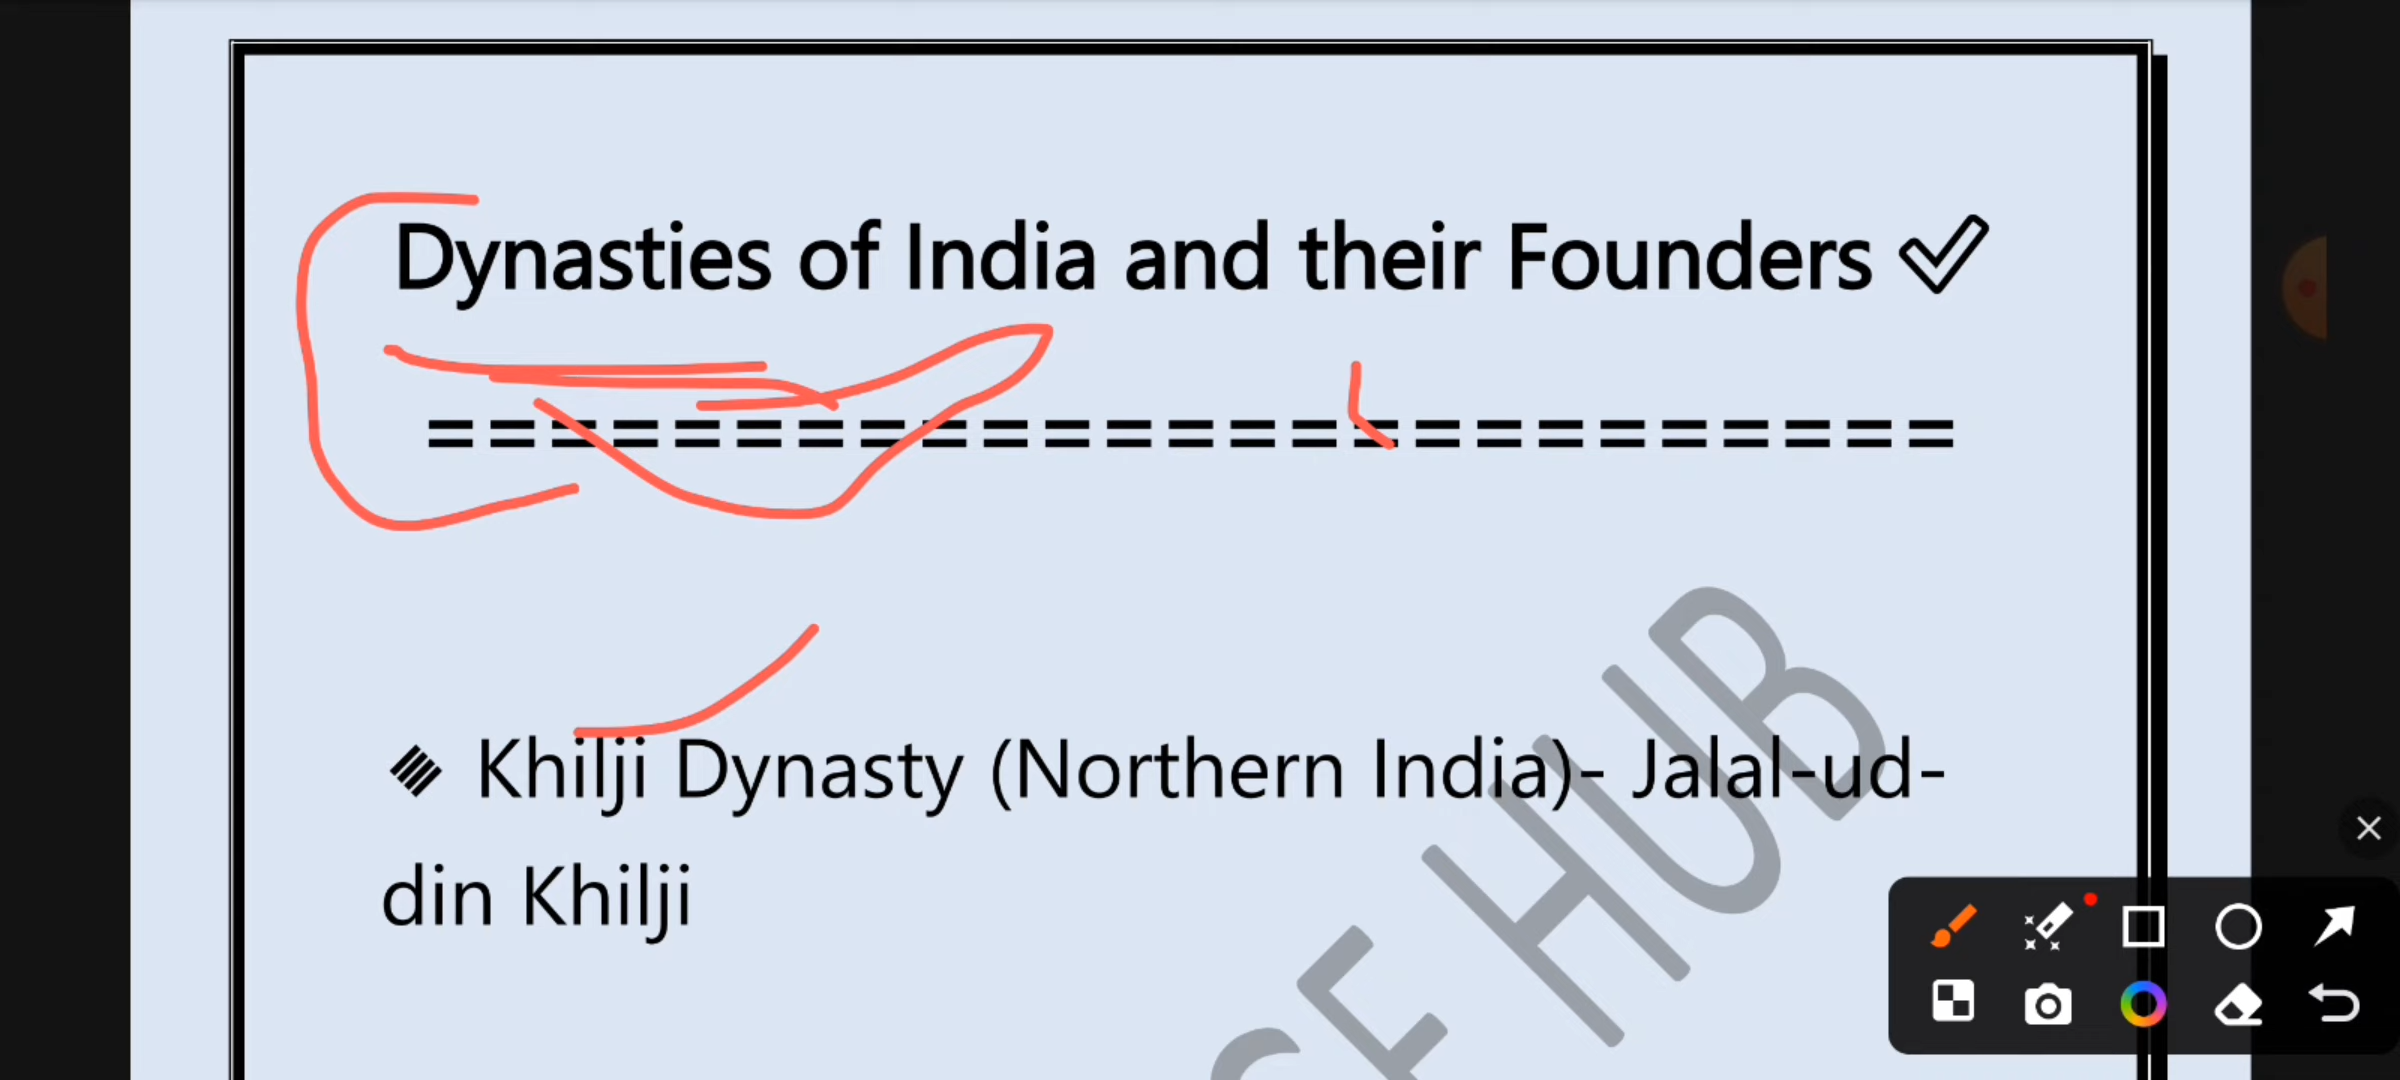 Dynasties of India and their Founders ✓
=========================
Khilji Dynasty (Northern India)- Jalal-ud-
din Khilji
HUB